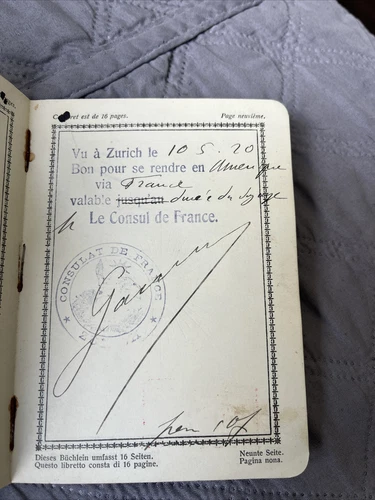 Ce livret est de 16 pages. Page neuvième.
Vu à Zurich le 10.5.20
Bon pour se rendre en Amérique
via France
valable jusqu'au durée du voyage
Le Consul de France.
CONSULAT DE FRANCE
Dieses Büchlein umfasst 16 Seiten. Neunte Seite.
Questo libretto consta di 16 pagine. Pagina nona.